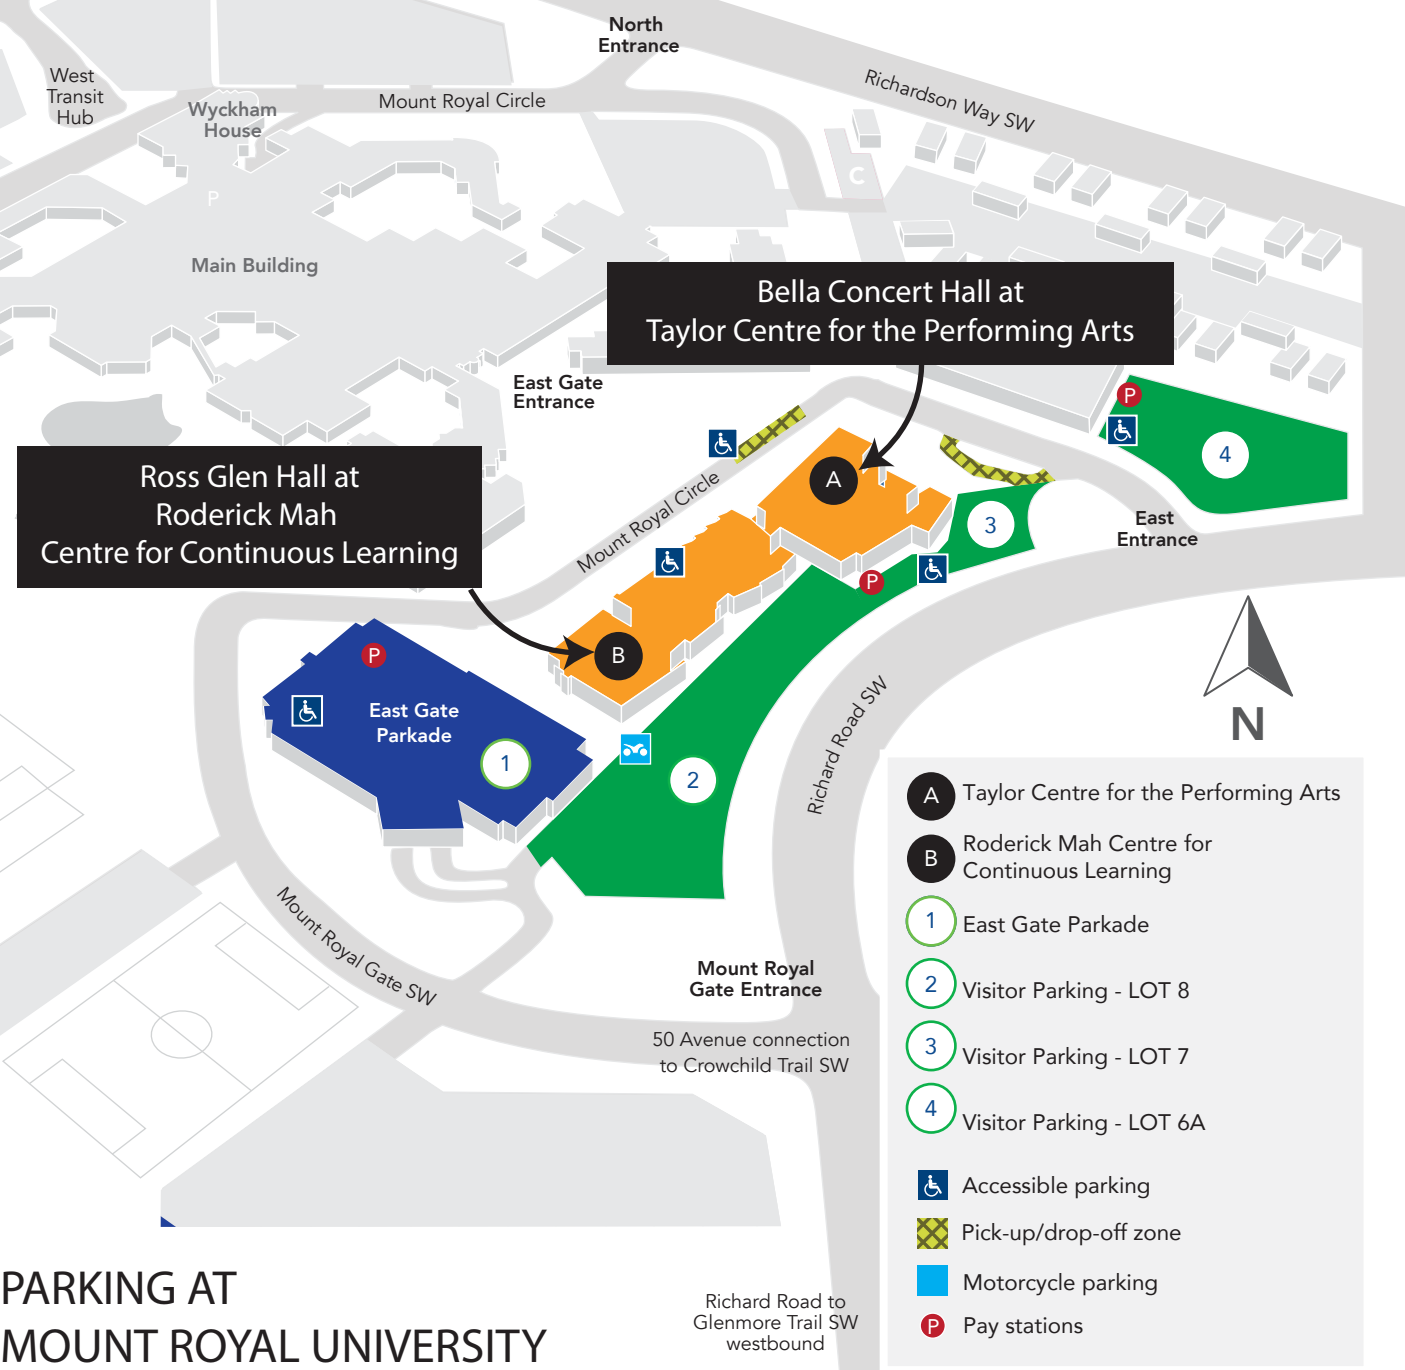 North
Entrance
West
Transit
Hub
Wyckham
House
Mount Royal Circle
Richardson Way SW
C
P
Main Building
Bella Concert Hall at
Taylor Centre for the Performing Arts
East Gate
Entrance
P
4
Ross Glen Hall at
Roderick Mah
Centre for Continuous Learning
Mount Royal Circle
A
3
East
Entrance
P
B
P
East Gate
Parkade
1
2
Richard Road SW
N
Mount Royal Gate SW
Mount Royal
Gate Entrance
50 Avenue connection
to Crowchild Trail SW
A Taylor Centre for the Performing Arts
B Roderick Mah Centre for
Continuous Learning
1 East Gate Parkade
2 Visitor Parking - LOT 8
3 Visitor Parking - LOT 7
4 Visitor Parking - LOT 6A
Accessible parking
Pick-up/drop-off zone
Motorcycle parking
P Pay stations
Richard Road to
Glenmore Trail SW
westbound
PARKING AT
MOUNT ROYAL UNIVERSITY